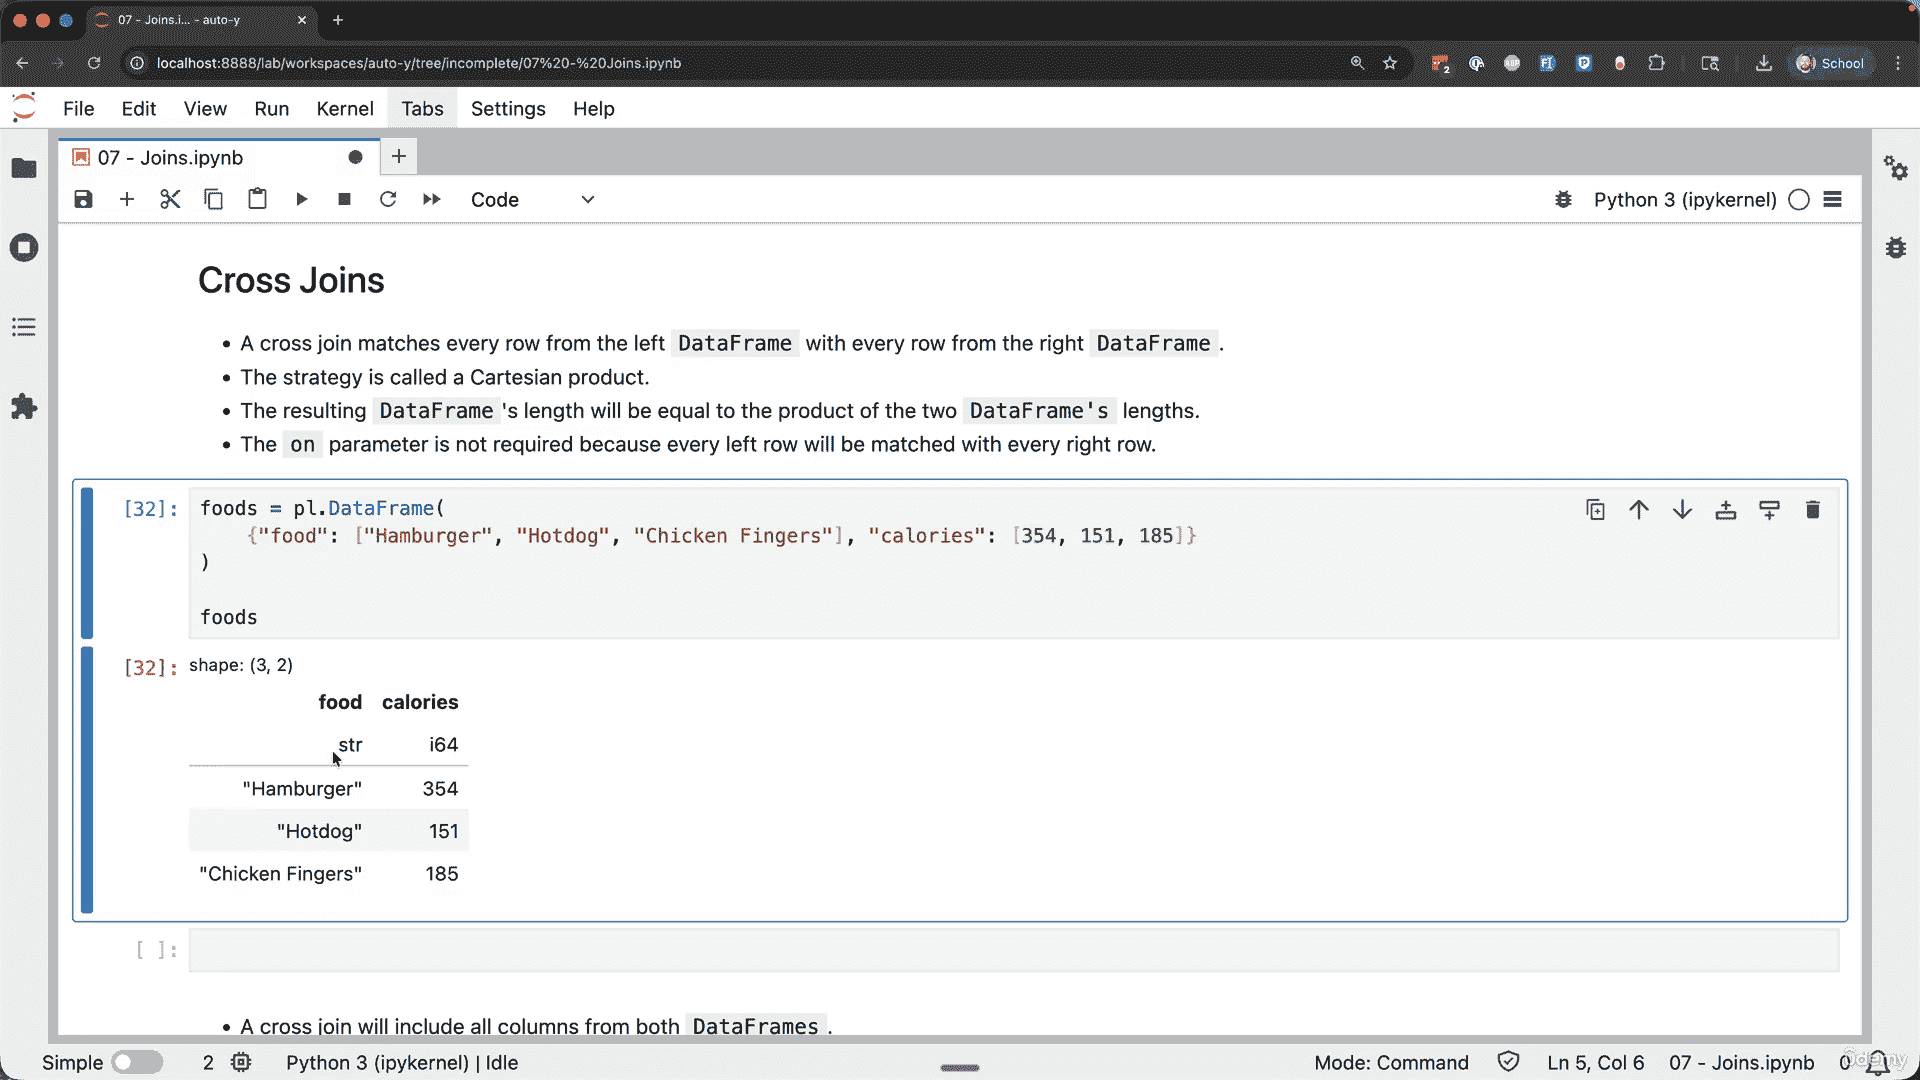 07 - Joins.i... - auto-y
localhost:8888/lab/workspaces/auto-y/tree/incomplete/07%20-%20Joins.ipynb
2
ABP
School
File Edit View Run Kernel Tabs Settings Help
07 - Joins.ipynb
Code
Python 3 (ipykernel)
Cross Joins
• A cross join matches every row from the left DataFrame with every row from the right DataFrame .
• The strategy is called a Cartesian product.
• The resulting DataFrame 's length will be equal to the product of the two DataFrame's lengths.
• The on parameter is not required because every left row will be matched with every right row.
[32]: foods = pl.DataFrame(
{"food": ["Hamburger", "Hotdog", "Chicken Fingers"], "calories": [354, 151, 185]}
)
foods
[32]: shape: (3, 2)
food calories
str i64
"Hamburger" 354
"Hotdog" 151
"Chicken Fingers" 185
[ ]:
• A cross join will include all columns from both DataFrames .
Simple 2 Python 3 (ipykernel) | Idle Mode: Command Ln 5, Col 6 07 - Joins.ipynb 0
udemy